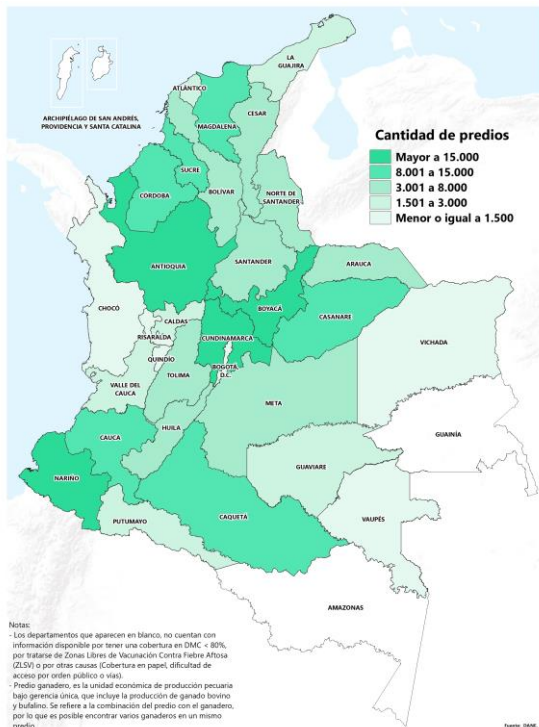 LA
GUAJIRA
ATLÁNTICO
ARCHIPIÉLAGO DE SAN ANDRÉS,
PROVIDENCIA Y SANTA CATALINA
MAGDALENA
CESAR
Cantidad de predios
Mayor a 15.000
8.001 a 15.000
3.001 a 8.000
1.501 a 3.000
Menor o igual a 1.500
SUCRE
CÓRDOBA
BOLÍVAR
NORTE DE
SANTANDER
ANTIOQUIA
SANTANDER
ARAUCA
CHOCÓ
BOYACÁ
CASANARE
CALDAS
RISARALDA
CUNDINAMARCA
VICHADA
QUINDÍO
BOGOTÁ
D.C.
TOLIMA
VALLE DEL
CAUCA
META
GUAINÍA
HUILA
CAUCA
GUAVIARE
NARIÑO
CAQUETÁ
VAUPÉS
PUTUMAYO
AMAZONAS
Notas:
- Los departamentos que aparecen en blanco, no cuentan con
información disponible por tener una cobertura en DMC < 80%,
por tratarse de Zonas Libres de Vacunación Contra Fiebre Aftosa
(ZLSV) o por otras causas (Cobertura en papel, dificultad de
acceso por orden público o vías).
- Predio ganadero, es la unidad económica de producción pecuaria
bajo gerencia única, que incluye la producción de ganado bovino
y bufalino. Se refiere a la combinación del predio con el ganadero,
por lo que es posible encontrar varios ganaderos en un mismo
predio.
Fuente: DANE